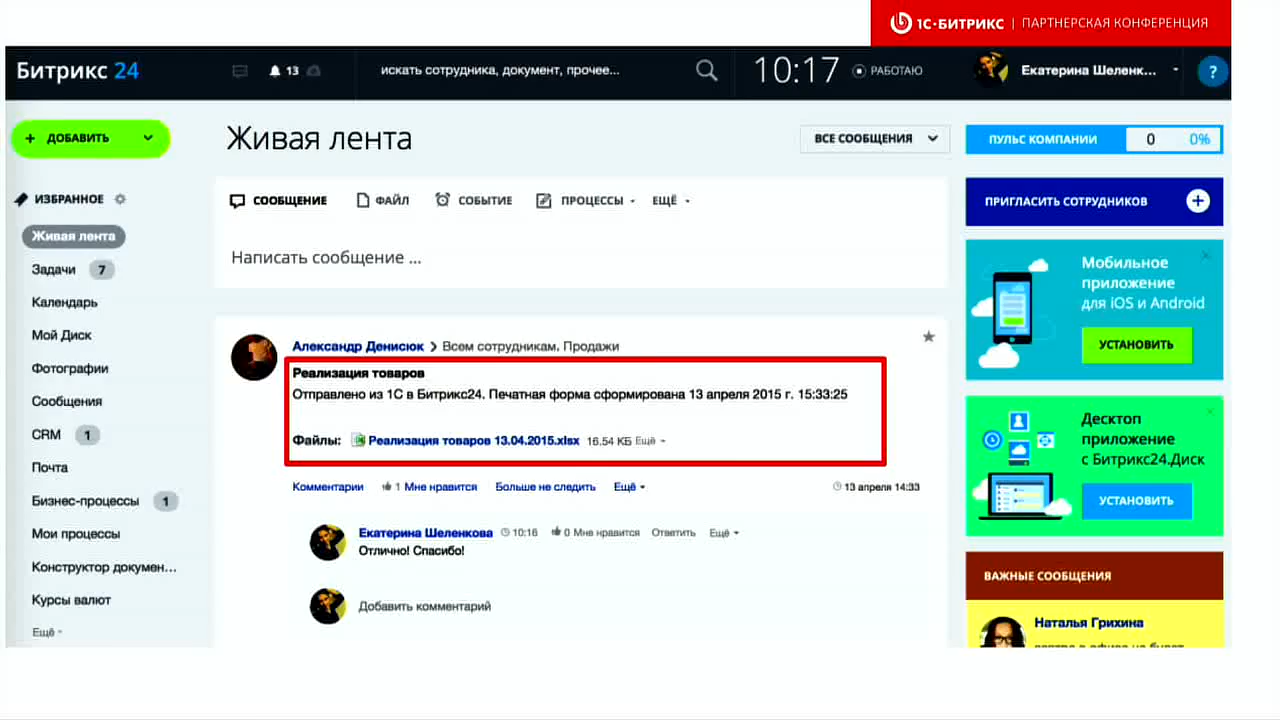 1С·БИТРИКС | ПАРТНЕРСКАЯ КОНФЕРЕНЦИЯ
Битрикс 24
13
искать сотрудника, документ, прочее...
10:17
РАБОТАЮ
Екатерина Шеленк...
?
+ ДОБАВИТЬ
Живая лента
ВСЕ СООБЩЕНИЯ
ПУЛЬС КОМПАНИИ
0
0%
ИЗБРАННОЕ
Живая лента
Задачи 7
Календарь
Мой Диск
Фотографии
Сообщения
CRM 1
Почта
Бизнес-процессы 1
Мои процессы
Конструктор докумен...
Курсы валют
Ещё
СООБЩЕНИЕ
ФАЙЛ
СОБЫТИЕ
ПРОЦЕССЫ
ЕЩЁ
Написать сообщение ...
Александр Денисюк > Всем сотрудникам, Продажи
Реализация товаров
Отправлено из 1С в Битрикс24. Печатная форма сформирована 13 апреля 2015 г. 15:33:25
Файлы: Реализация товаров 13.04.2015.xlsx 16.54 КБ Ещё
Комментарии 1 Мне нравится Больше не следить Ещё 13 апреля 14:33
Екатерина Шеленкова 10:16 0 Мне нравится Ответить Ещё
Отлично! Спасибо!
Добавить комментарий
ПРИГЛАСИТЬ СОТРУДНИКОВ +
Мобильное
приложение
для iOS и Android
УСТАНОВИТЬ
Десктоп
приложение
с Битрикс24.Диск
УСТАНОВИТЬ
ВАЖНЫЕ СООБЩЕНИЯ
Наталья Грихина